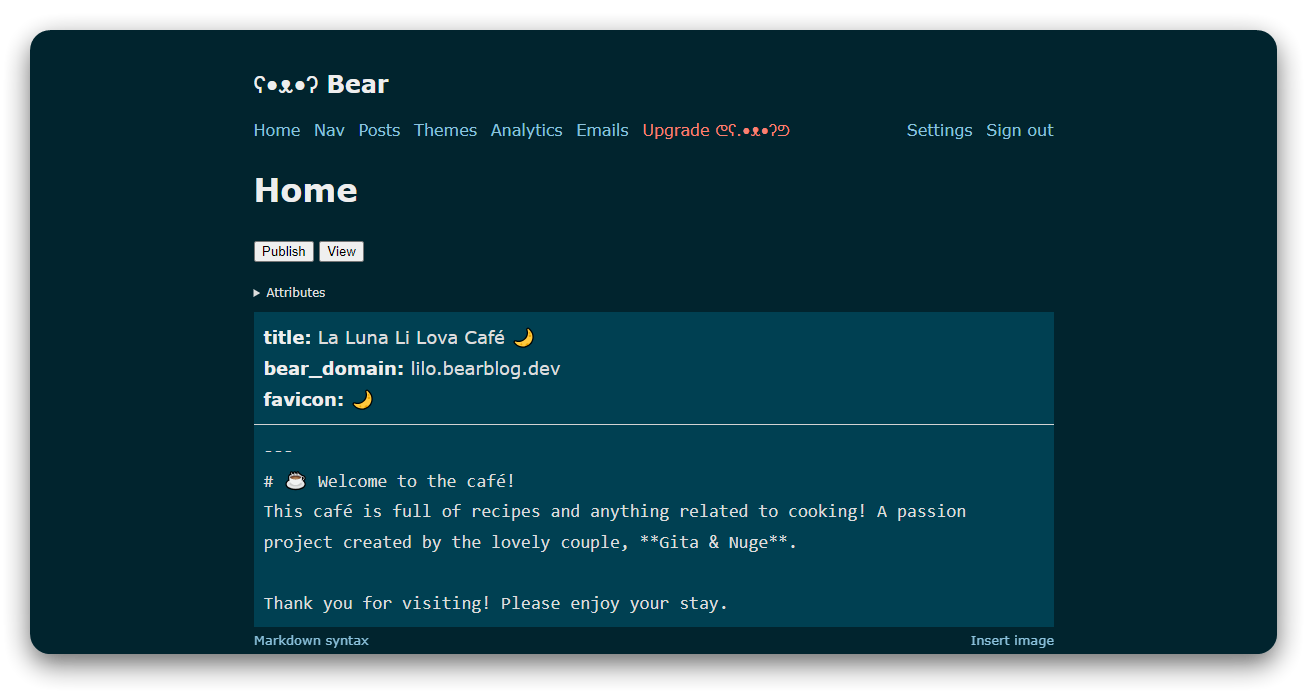 ʕ•ᴥ•ʔ Bear
Home Nav Posts Themes Analytics Emails Upgrade ᕦʕ.•ᴥ•ʔᕤ Settings Sign out
Home
Publish View
▸ Attributes
title: La Luna Li Lova Café 🌙
bear_domain: lilo.bearblog.dev
favicon: 🌙
---
# ☕ Welcome to the café!
This café is full of recipes and anything related to cooking! A passion
project created by the lovely couple, **Gita & Nuge**.
Thank you for visiting! Please enjoy your stay.
Markdown syntax Insert image